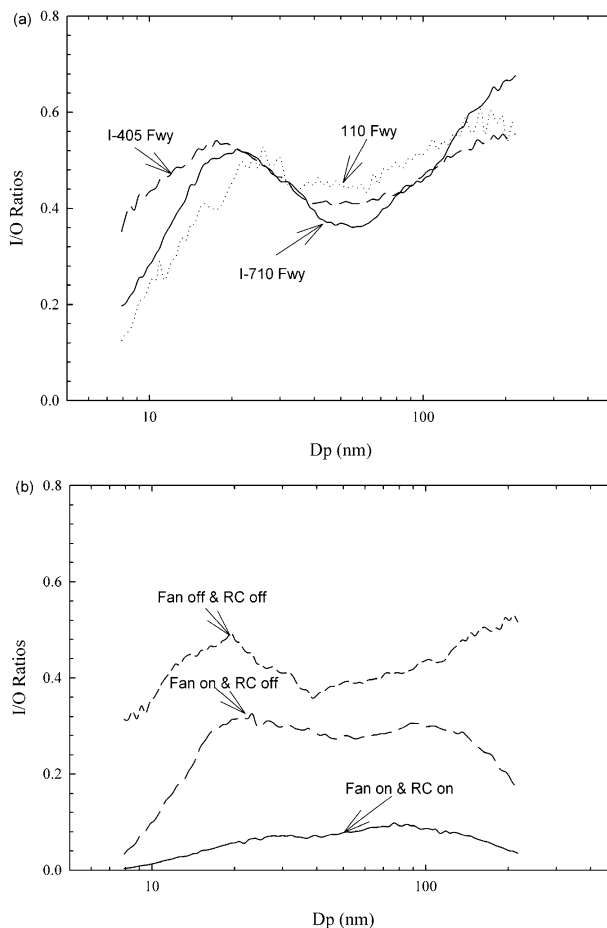 (a)
0.8
0.6
0.4
0.2
0.0
I/O Ratios
I-405 Fwy
110 Fwy
I-710 Fwy
10
100
Dp (nm)
(b)
0.8
0.6
0.4
0.2
0.0
I/O Ratios
Fan off & RC off
Fan on & RC off
Fan on & RC on
10
100
Dp (nm)